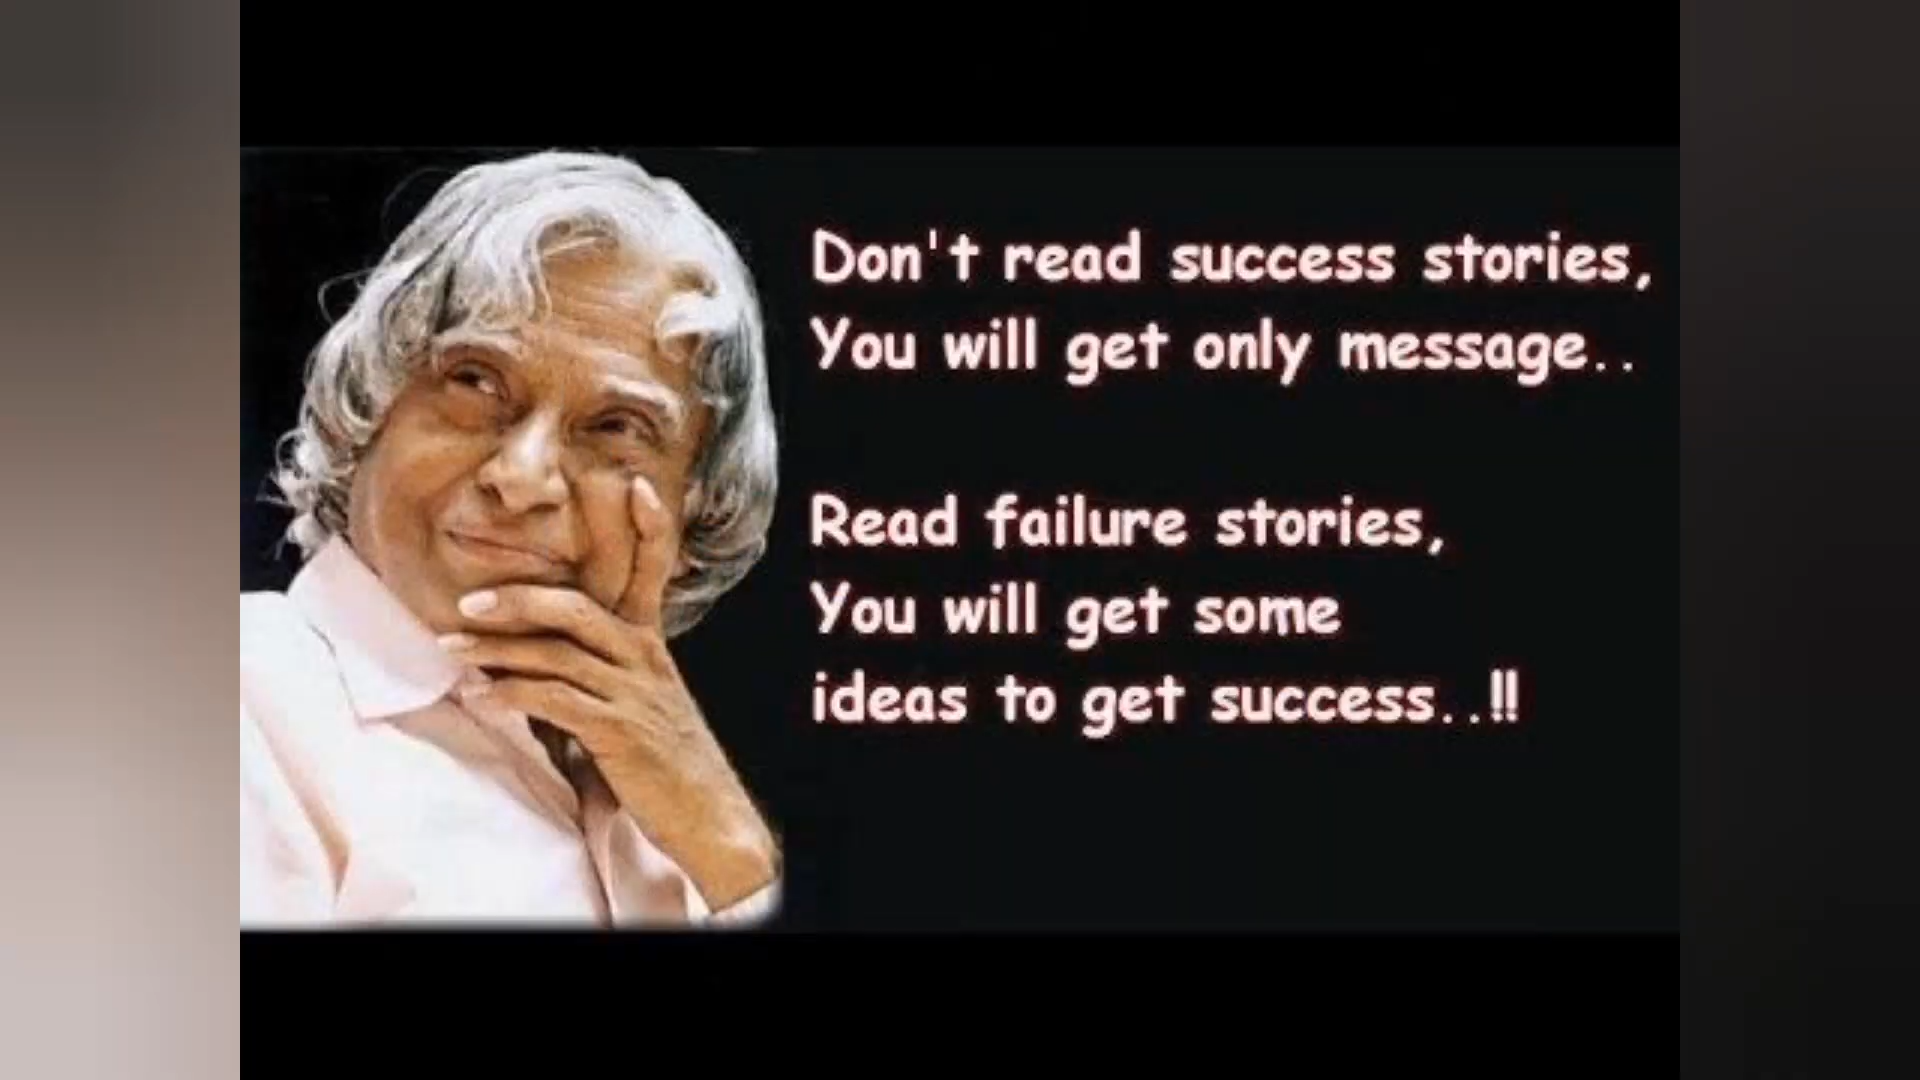 Don't read success stories,
You will get only message..
Read failure stories,
You will get some
ideas to get success..!!